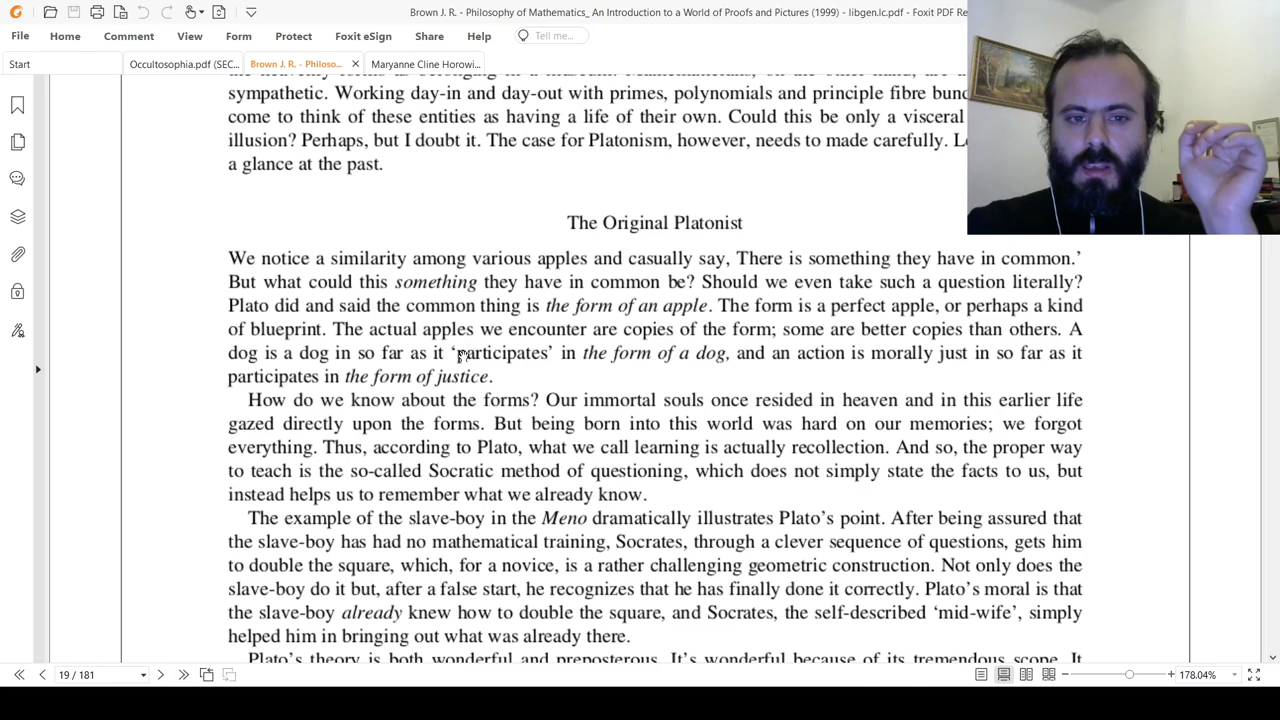 Brown J. R. - Philosophy of Mathematics_ An Introduction to a World of Proofs and Pictures (1999) - libgen.lc.pdf - Foxit PDF Re
File Home Comment View Form Protect Foxit eSign Share Help Tell me...
Start Occultosophia.pdf (SEC... Brown J. R. - Philoso... Maryanne Cline Horowi...
sympathetic. Working day-in and day-out with primes, polynomials and principle fibre bund
come to think of these entities as having a life of their own. Could this be only a visceral
illusion? Perhaps, but I doubt it. The case for Platonism, however, needs to made carefully. L
a glance at the past.
The Original Platonist
We notice a similarity among various apples and casually say, There is something they have in common.’
But what could this something they have in common be? Should we even take such a question literally?
Plato did and said the common thing is the form of an apple. The form is a perfect apple, or perhaps a kind
of blueprint. The actual apples we encounter are copies of the form; some are better copies than others. A
dog is a dog in so far as it ‘participates’ in the form of a dog, and an action is morally just in so far as it
participates in the form of justice.
How do we know about the forms? Our immortal souls once resided in heaven and in this earlier life
gazed directly upon the forms. But being born into this world was hard on our memories; we forgot
everything. Thus, according to Plato, what we call learning is actually recollection. And so, the proper way
to teach is the so-called Socratic method of questioning, which does not simply state the facts to us, but
instead helps us to remember what we already know.
The example of the slave-boy in the Meno dramatically illustrates Plato’s point. After being assured that
the slave-boy has had no mathematical training, Socrates, through a clever sequence of questions, gets him
to double the square, which, for a novice, is a rather challenging geometric construction. Not only does the
slave-boy do it but, after a false start, he recognizes that he has finally done it correctly. Plato’s moral is that
the slave-boy already knew how to double the square, and Socrates, the self-described ‘mid-wife’, simply
helped him in bringing out what was already there.
Plato’s theory is both wonderful and preposterous. It’s wonderful because of its tremendous scope. It
19 / 181 178.04%